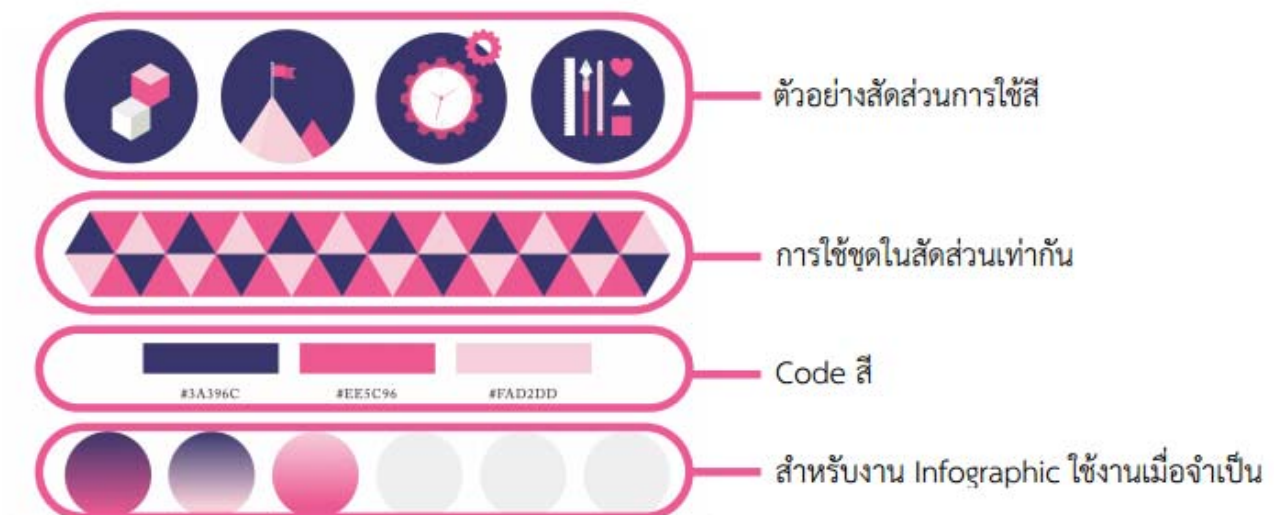 ตัวอย่างสัดส่วนการใช้สี
การใช้ชุดในสัดส่วนเท่ากัน
#3A396C
#EE5C96
#FAD2DD
Code สี
สำหรับงาน Infographic ใช้งานเมื่อจำเป็น